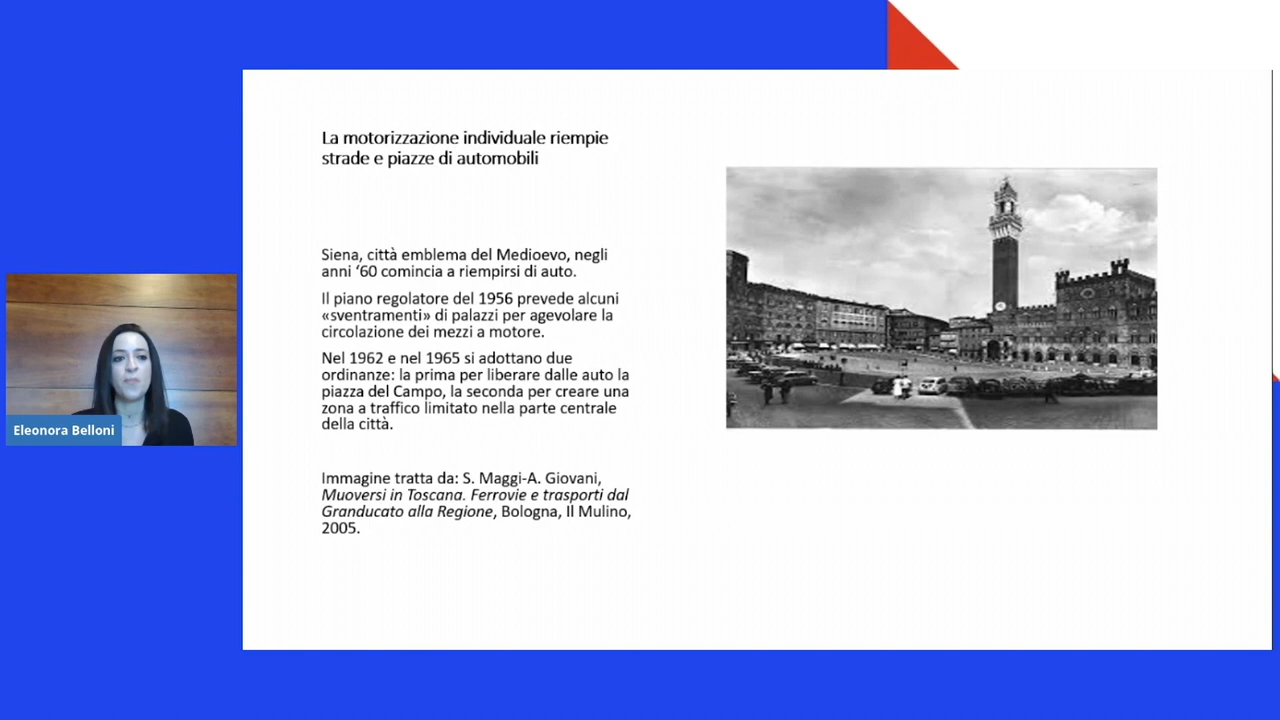 La motorizzazione individuale riempie
strade e piazze di automobili
Siena, città emblema del Medioevo, negli
anni ‘60 comincia a riempirsi di auto.
Il piano regolatore del 1956 prevede alcuni
«sventramenti» di palazzi per agevolare la
circolazione dei mezzi a motore.
Nel 1962 e nel 1965 si adottano due
ordinanze: la prima per liberare dalle auto la
piazza del Campo, la seconda per creare una
zona a traffico limitato nella parte centrale
della città.
Immagine tratta da: S. Maggi-A. Giovani,
Muoversi in Toscana. Ferrovie e trasporti dal
Granducato alla Regione, Bologna, Il Mulino,
2005.
Eleonora Belloni